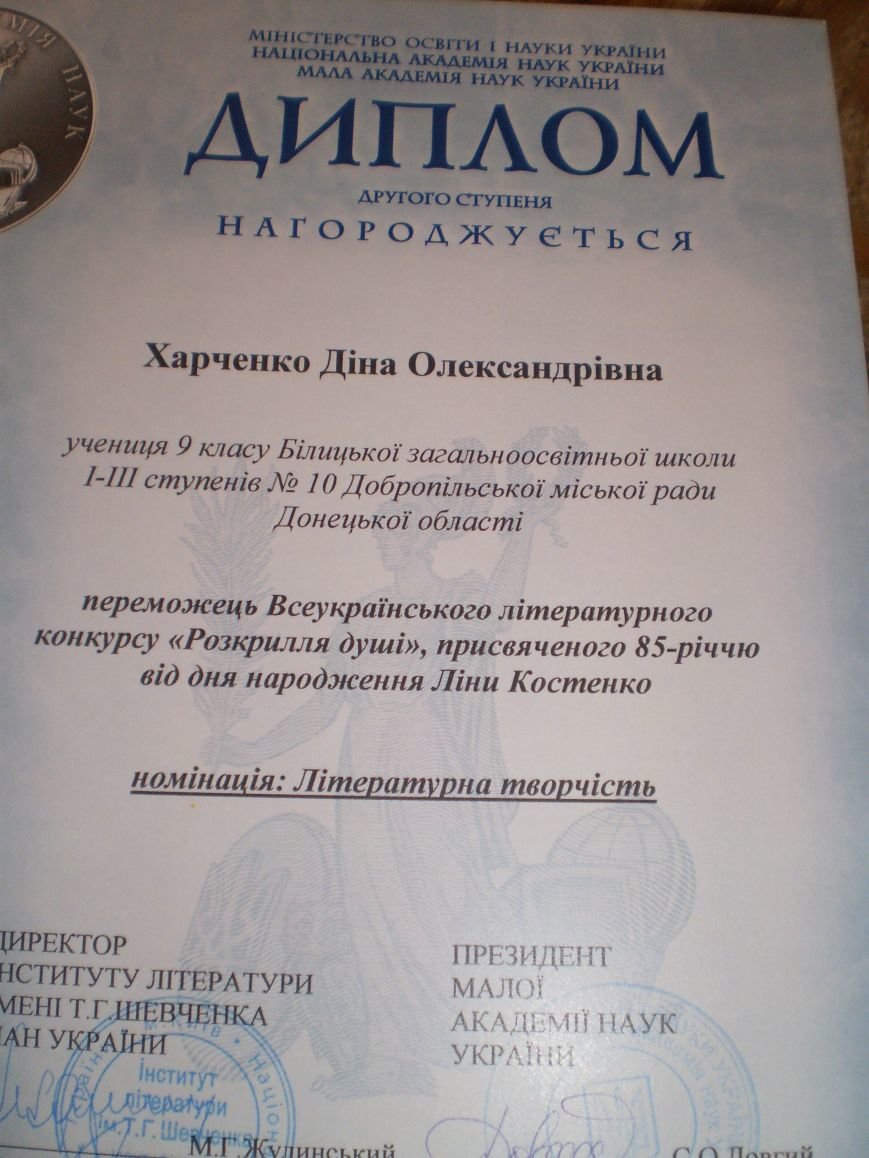 МІНІСТЕРСТВО ОСВІТИ І НАУКИ УКРАЇНИ
НАЦІОНАЛЬНА АКАДЕМІЯ НАУК УКРАЇНИ
МАЛА АКАДЕМІЯ НАУК УКРАЇНИ
НАУК
ДИПЛОМ
ДРУГОГО СТУПЕНЯ
НАГОРОДЖУЄТЬСЯ
Харченко Діна Олександрівна
учениця 9 класу Білицької загальноосвітньої школи
І-ІІІ ступенів № 10 Добропільської міської ради
Донецької області
переможець Всеукраїнського літературного
конкурсу «Розкрилля душі», присвяченого 85-річчю
від дня народження Ліни Костенко
номінація: Літературна творчість
ДИРЕКТОР
ІНСТИТУТУ ЛІТЕРАТУРИ
ІМЕНІ Т.Г.ШЕВЧЕНКА
НАН УКРАЇНИ
м. Київ
Інститут
літератури
ім.Т.Г. Шевченка
М.Г.Жулинський
ПРЕЗИДЕНТ
МАЛОЇ
АКАДЕМІЇ НАУК
УКРАЇНИ
С.О.Довгий